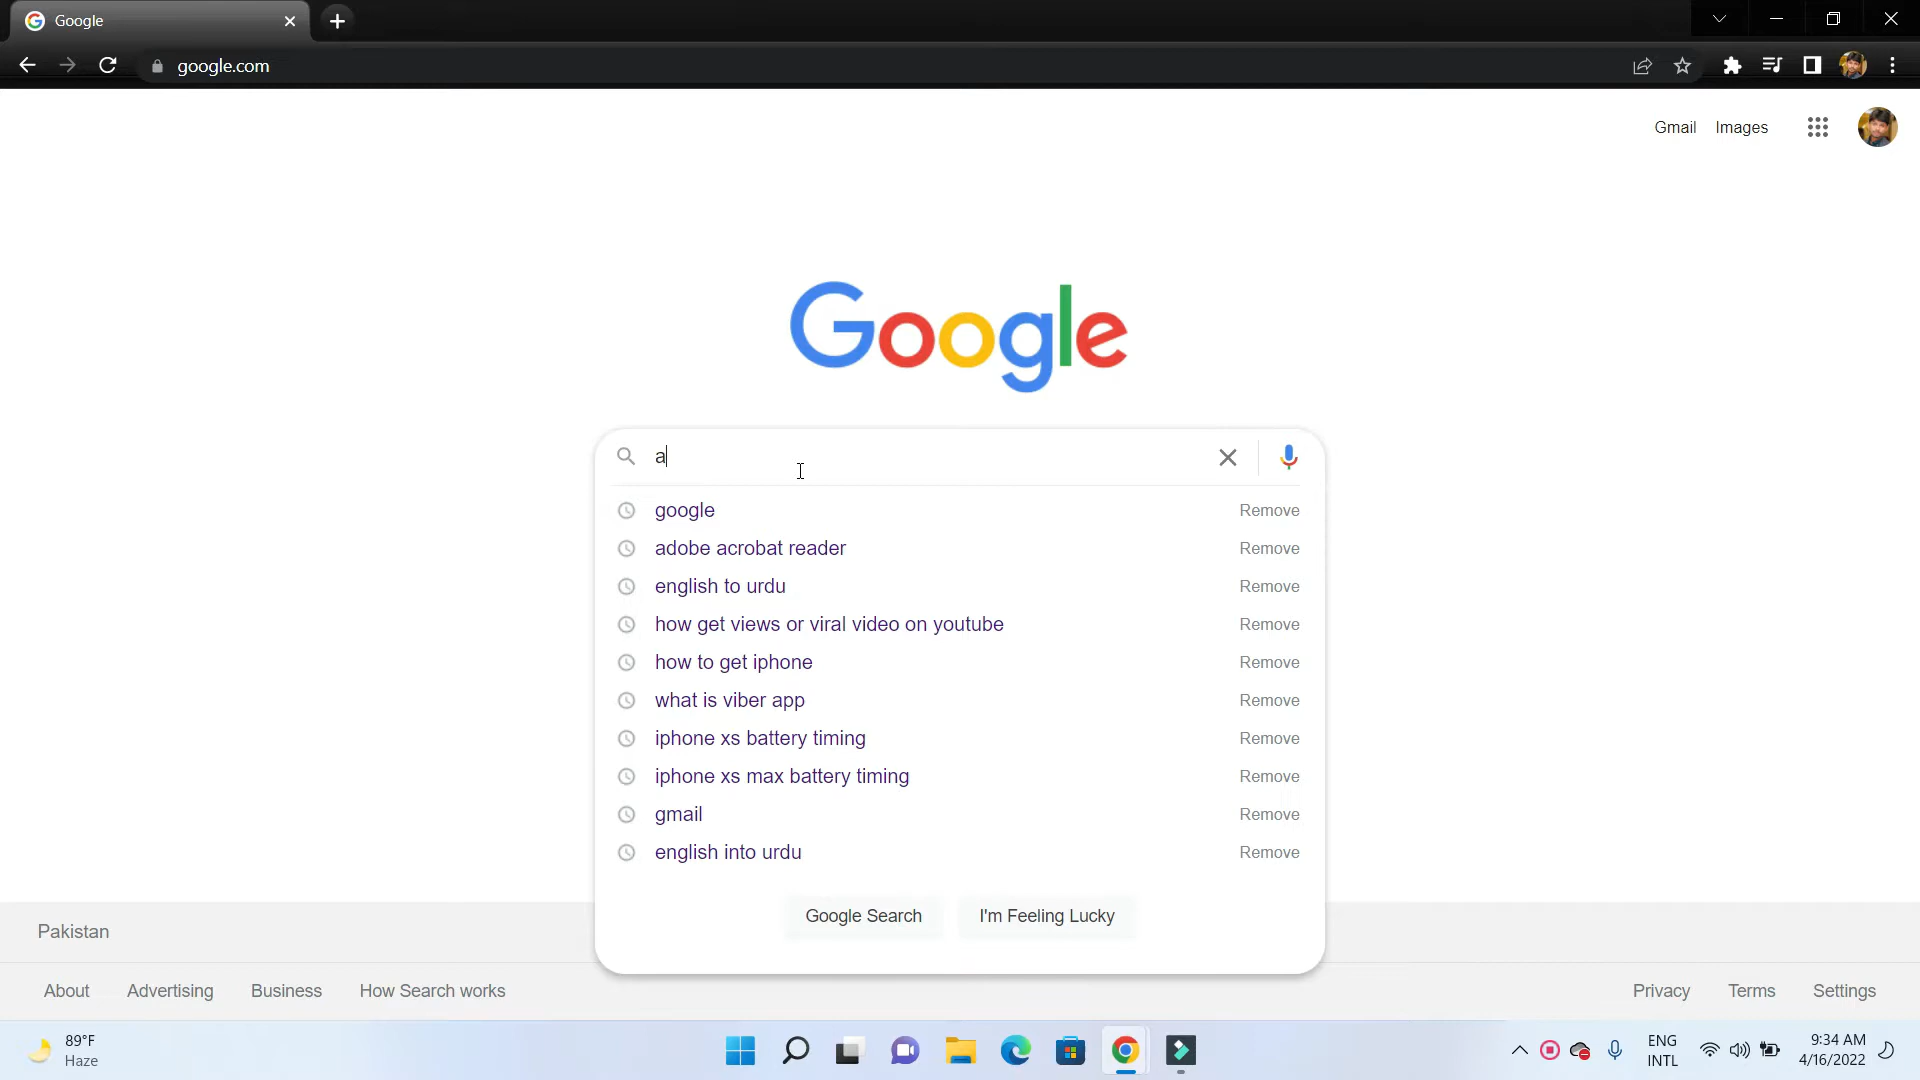 Google
google.com
Gmail Images
Google
a
google Remove
adobe acrobat reader Remove
english to urdu Remove
how get views or viral video on youtube Remove
how to get iphone Remove
what is viber app Remove
iphone xs battery timing Remove
iphone xs max battery timing Remove
gmail Remove
english into urdu Remove
Google Search I'm Feeling Lucky
Pakistan
About Advertising Business How Search works Privacy Terms Settings
89°F
Haze
ENG
INTL
9:34 AM
4/16/2022